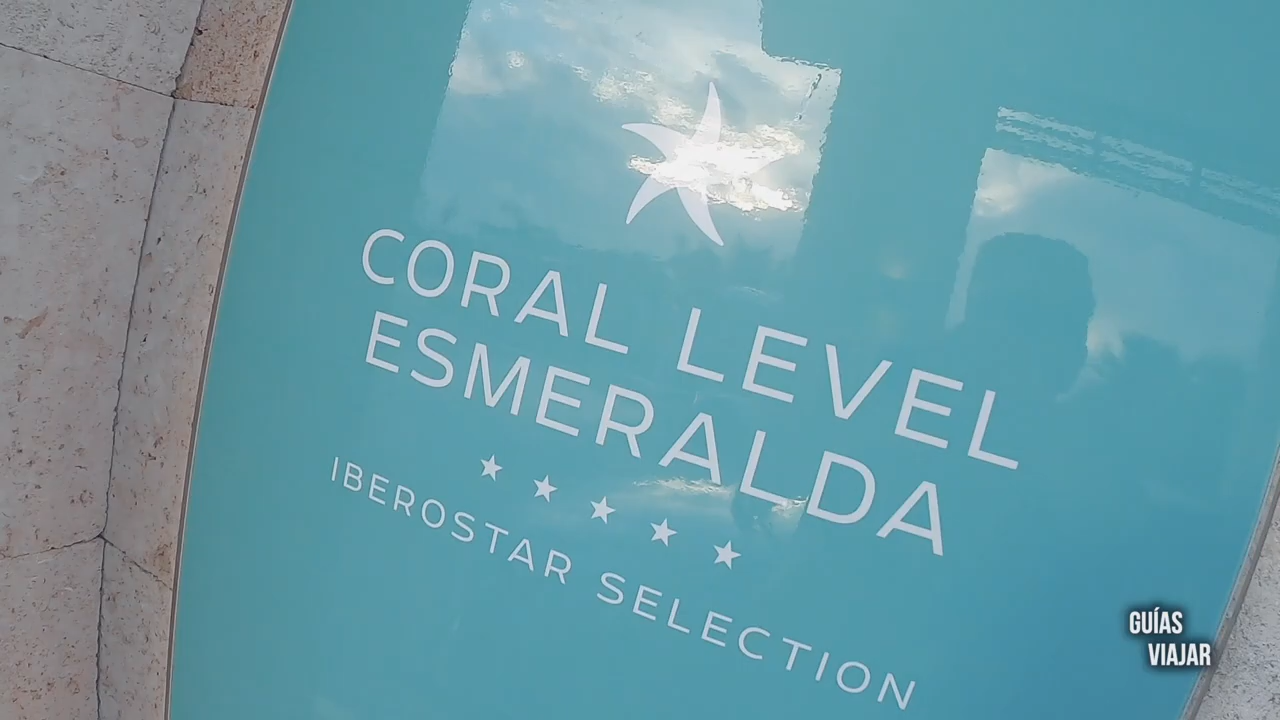 CORAL LEVEL
ESMERALDA
IBEROSTAR SELECTION
GUÍAS
VIAJAR